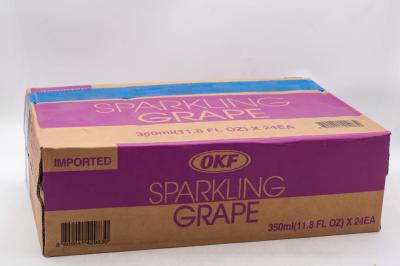 SPARKLING
GRAPE
350ml(11.8 FL OZ) X 24EA
IMPORTED
OKF
SPARKLING
GRAPE
350ml(11.8 FL OZ) X 24EA